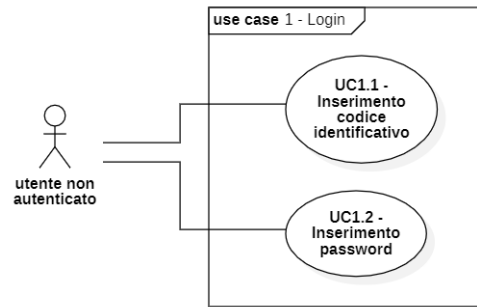 use case 1 - Login
UC1.1 -
Inserimento
codice
identificativo
utente non
autenticato
UC1.2 -
Inserimento
password